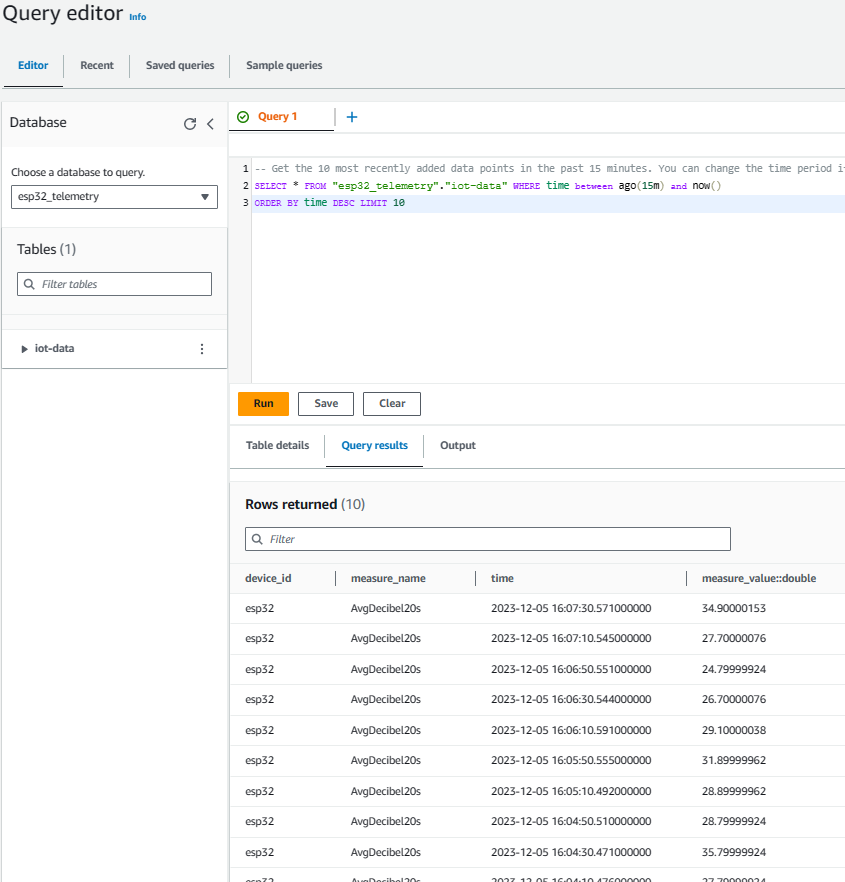 Query editor Info
Editor Recent Saved queries Sample queries
Database
Choose a database to query.
esp32_telemetry
Tables (1)
Filter tables
iot-data
Query 1
1 -- Get the 10 most recently added data points in the past 15 minutes. You can change the time period i
2 SELECT * FROM "esp32_telemetry"."iot-data" WHERE time between ago(15m) and now()
3 ORDER BY time DESC LIMIT 10
Run Save Clear
Table details Query results Output
Rows returned (10)
Filter
device_id measure_name time measure_value::double
esp32 AvgDecibel20s 2023-12-05 16:07:30.571000000 34.90000153
esp32 AvgDecibel20s 2023-12-05 16:07:10.545000000 27.70000076
esp32 AvgDecibel20s 2023-12-05 16:06:50.551000000 24.79999924
esp32 AvgDecibel20s 2023-12-05 16:06:30.544000000 26.70000076
esp32 AvgDecibel20s 2023-12-05 16:06:10.591000000 29.10000038
esp32 AvgDecibel20s 2023-12-05 16:05:50.555000000 31.89999962
esp32 AvgDecibel20s 2023-12-05 16:05:10.492000000 28.89999962
esp32 AvgDecibel20s 2023-12-05 16:04:50.510000000 28.79999924
esp32 AvgDecibel20s 2023-12-05 16:04:30.471000000 35.79999924
esp32 AvgDecibel20s 2023-12-05 16:04:10.476000000